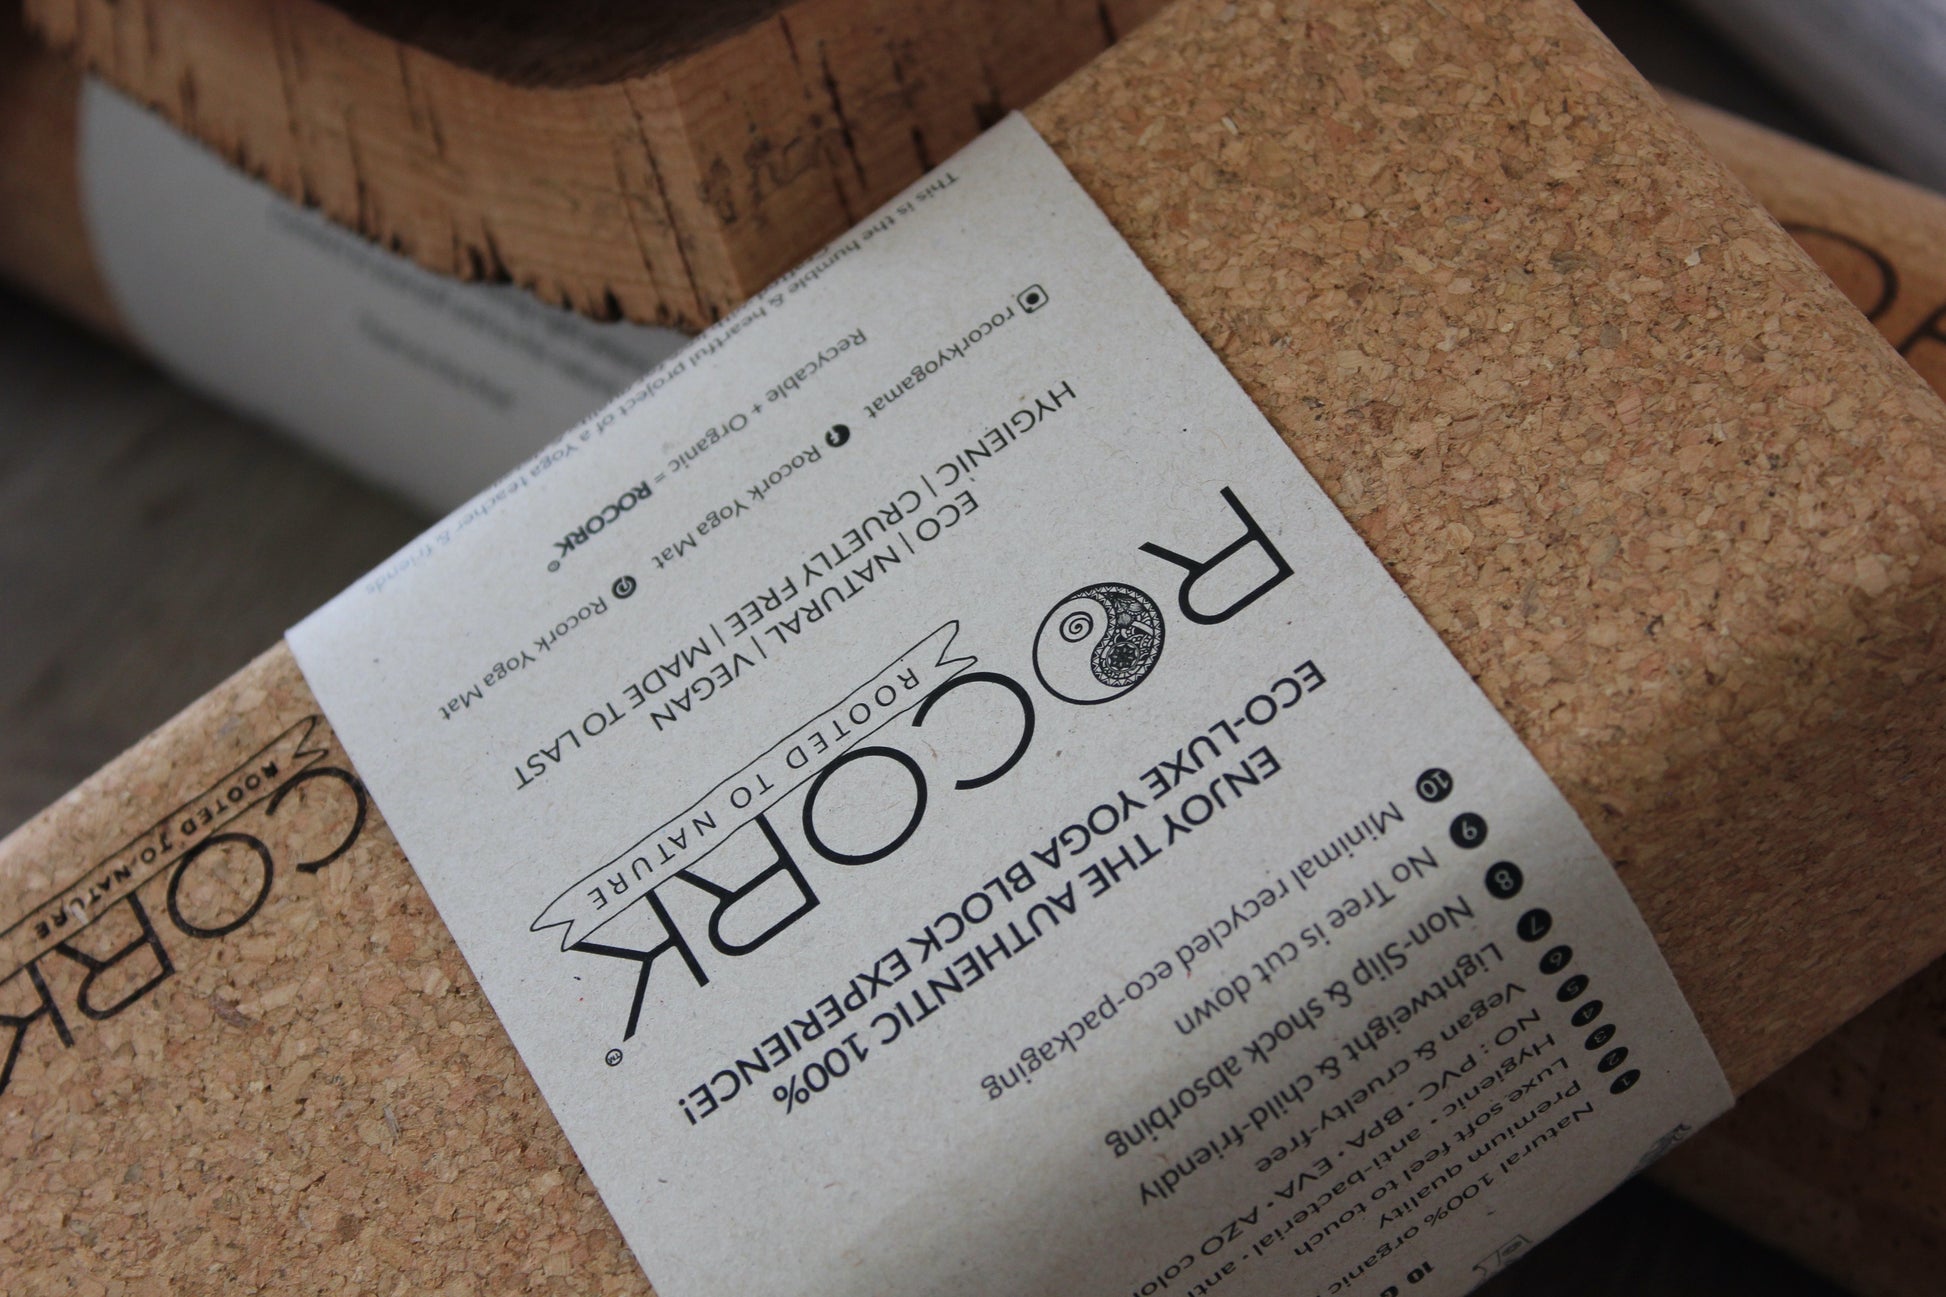 10
1 Natural 100% organic
2 Premium quality
3 Luxe.soft feel to touch
4 Hygienic • anti-bacterial •
5 NO : PVC • BPA • EVA • AZO
6 Vegan & cruelty-free
7 Lightweight & child-friendly
8 Non-Slip & shock absorbing
9 No Tree is cut down
10 Minimal recycled eco-packaging
ENJOY THE AUTHENTIC 100%
ECO-LUXE YOGA BLOCK EXPERIENCE!
ROCORK™
ROOTED TO NATURE
ECO | NATURAL | VEGAN
HYGIENIC | CRUETLY FREE | MADE TO LAST
rocorkyogamat Rocork Yoga Mat Rocork Yoga Mat
Recyclable + Organic = ROCORK®
This is the humble & heartful project of a Yoga teacher & friends
CORK
ROOTED TO NATURE